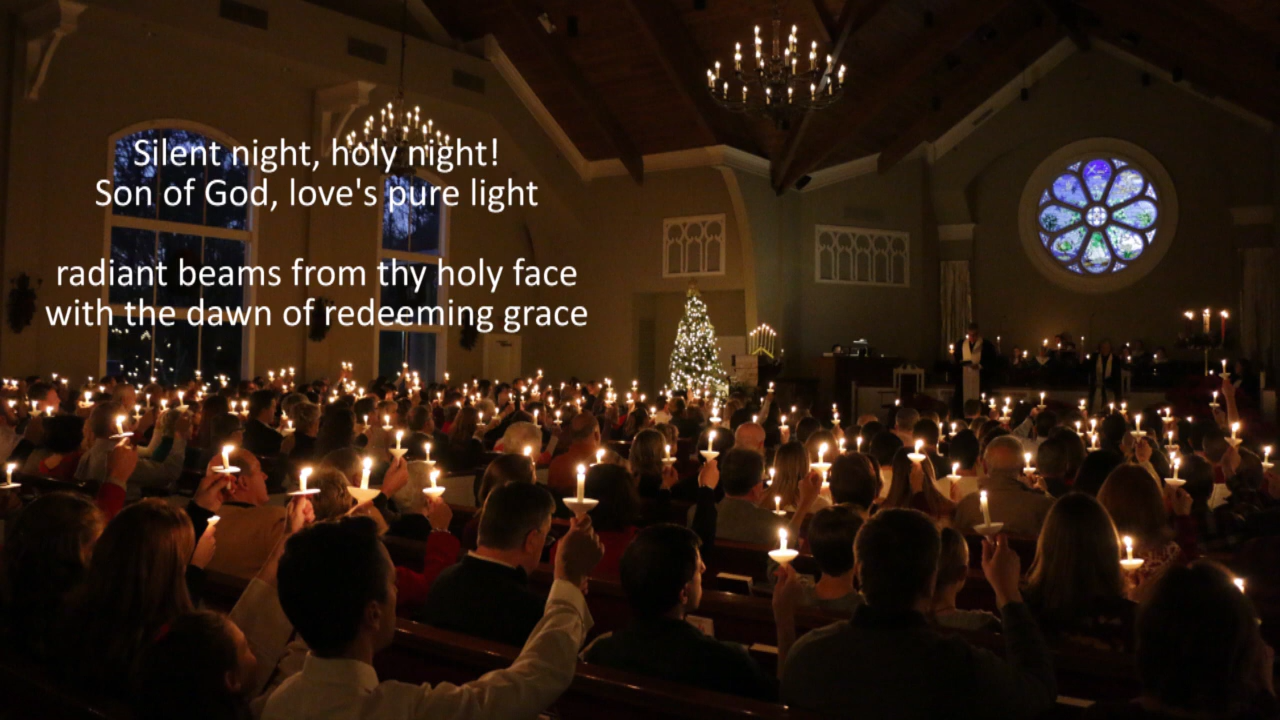 Silent night, holy night!
Son of God, love's pure light
radiant beams from thy holy face
with the dawn of redeeming grace